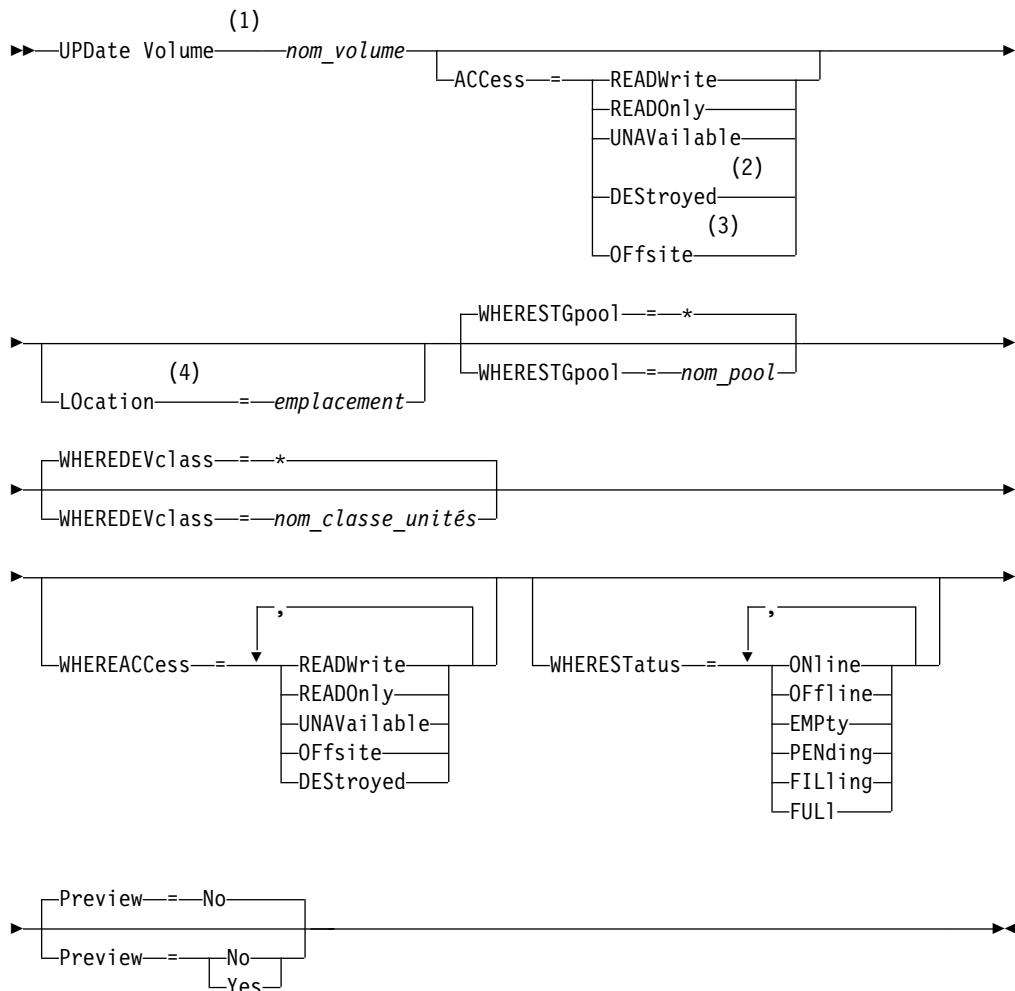 (1)
UPDate Volume nom_volume
ACCess = READWrite
READOnly
UNAVailable
(2)
DEStroyed
(3)
OFfsite
WHERESTGpool = *
(4)
WHERESTGpool = nom_pool
LOcation = emplacement
WHEREDEVclass = *
WHEREDEVclass = nom_classe_unités
, ,
WHEREACCess = READWrite WHERESTatus = ONline
READOnly OFfline
UNAVailable EMPty
OFfsite PENding
DEStroyed FILling
FULl
Preview = No
Preview = No
Yes